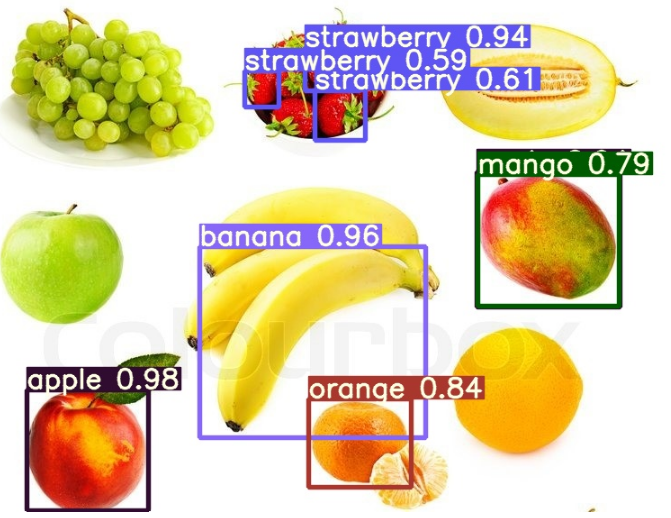 strawberry 0.94
strawberry 0.59
strawberry 0.61
mango 0.79
banana 0.96
colourbox
apple 0.98
orange 0.84